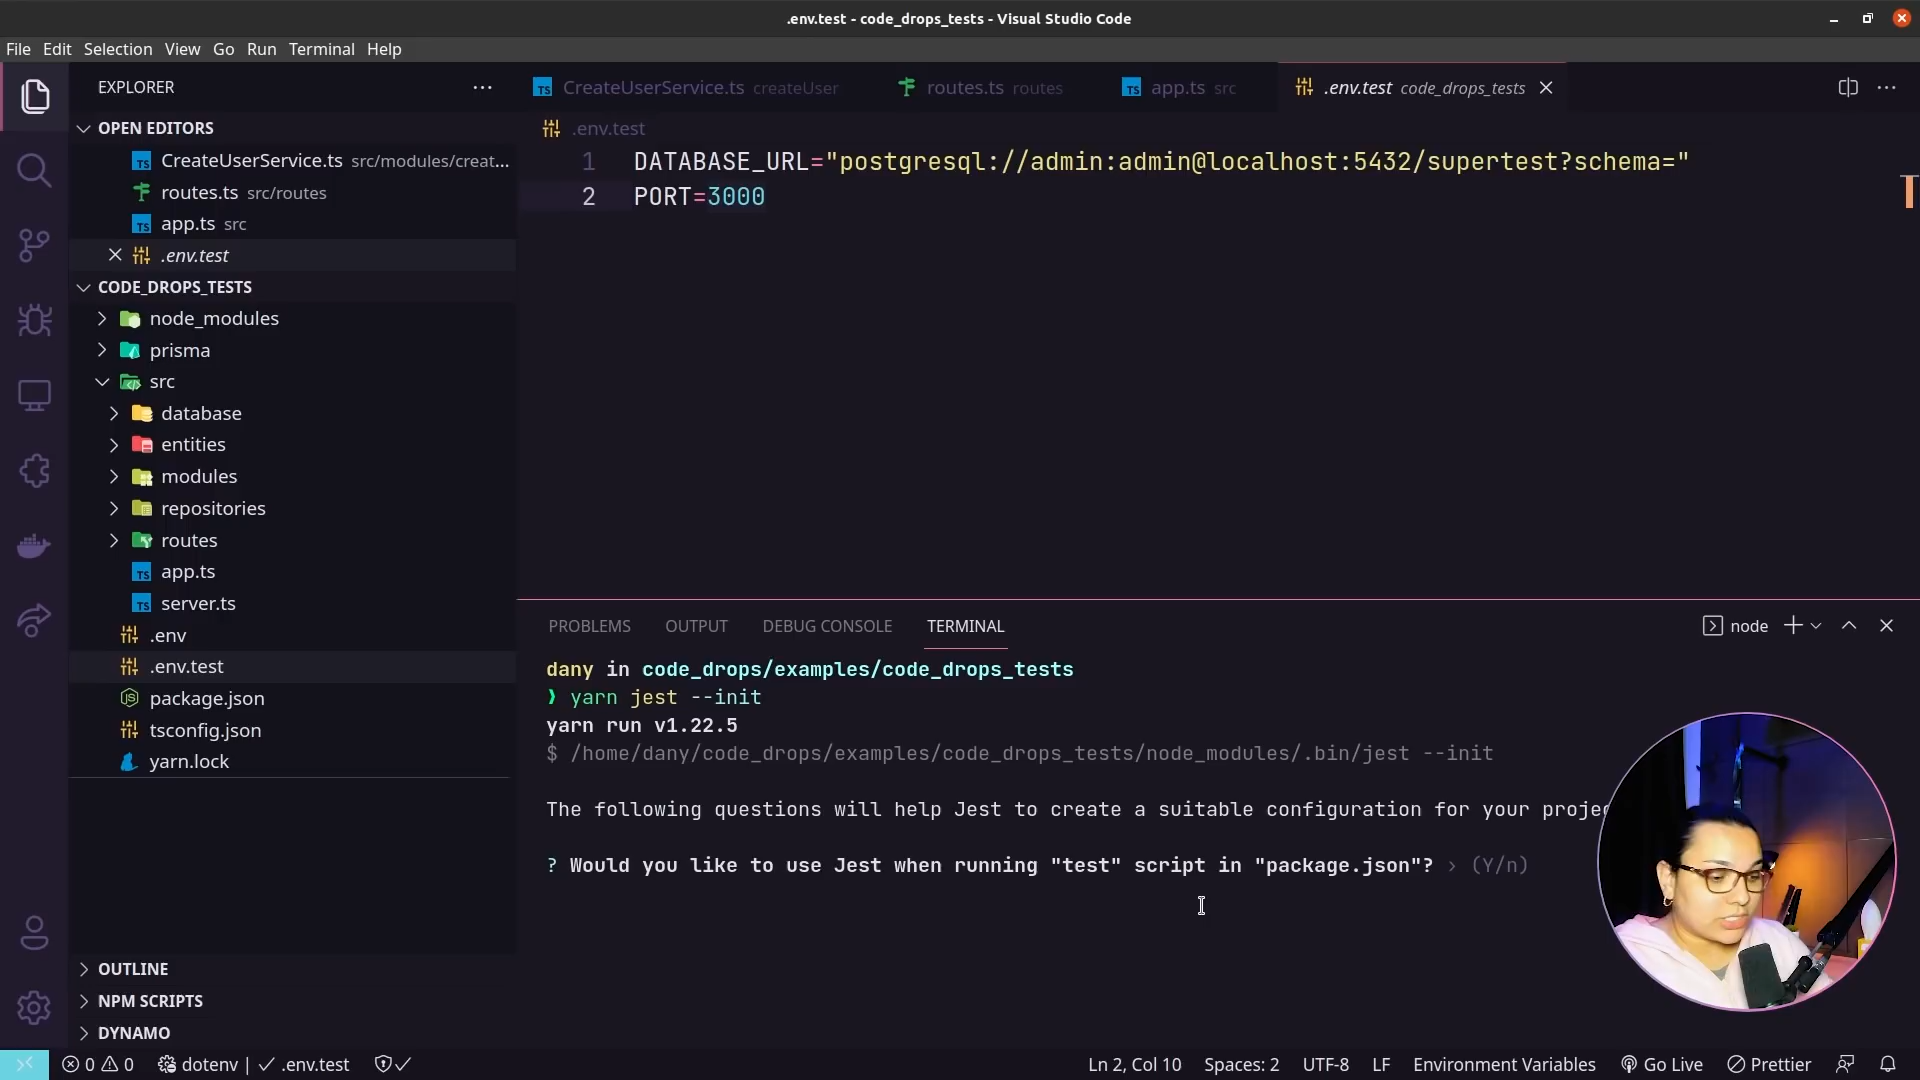 .env.test - code_drops_tests - Visual Studio Code
File Edit Selection View Go Run Terminal Help
EXPLORER
OPEN EDITORS
TS CreateUserService.ts src/modules/creat...
routes.ts src/routes
TS app.ts src
.env.test
CODE_DROPS_TESTS
node_modules
prisma
src
database
entities
modules
repositories
routes
TS app.ts
TS server.ts
.env
.env.test
package.json
tsconfig.json
yarn.lock
OUTLINE
NPM SCRIPTS
DYNAMO
TS CreateUserService.ts createUser
routes.ts routes
TS app.ts src
.env.test code_drops_tests
.env.test
1 DATABASE_URL="postgresql://admin:admin@localhost:5432/supertest?schema="
2 PORT=3000
PROBLEMS OUTPUT DEBUG CONSOLE TERMINAL
node
dany in code_drops/examples/code_drops_tests
❯ yarn jest --init
yarn run v1.22.5
$ /home/dany/code_drops/examples/code_drops_tests/node_modules/.bin/jest --init
The following questions will help Jest to create a suitable configuration for your projec
? Would you like to use Jest when running "test" script in "package.json"? › (Y/n)
0 0 dotenv | ✓ .env.test
Ln 2, Col 10 Spaces: 2 UTF-8 LF Environment Variables Go Live Prettier